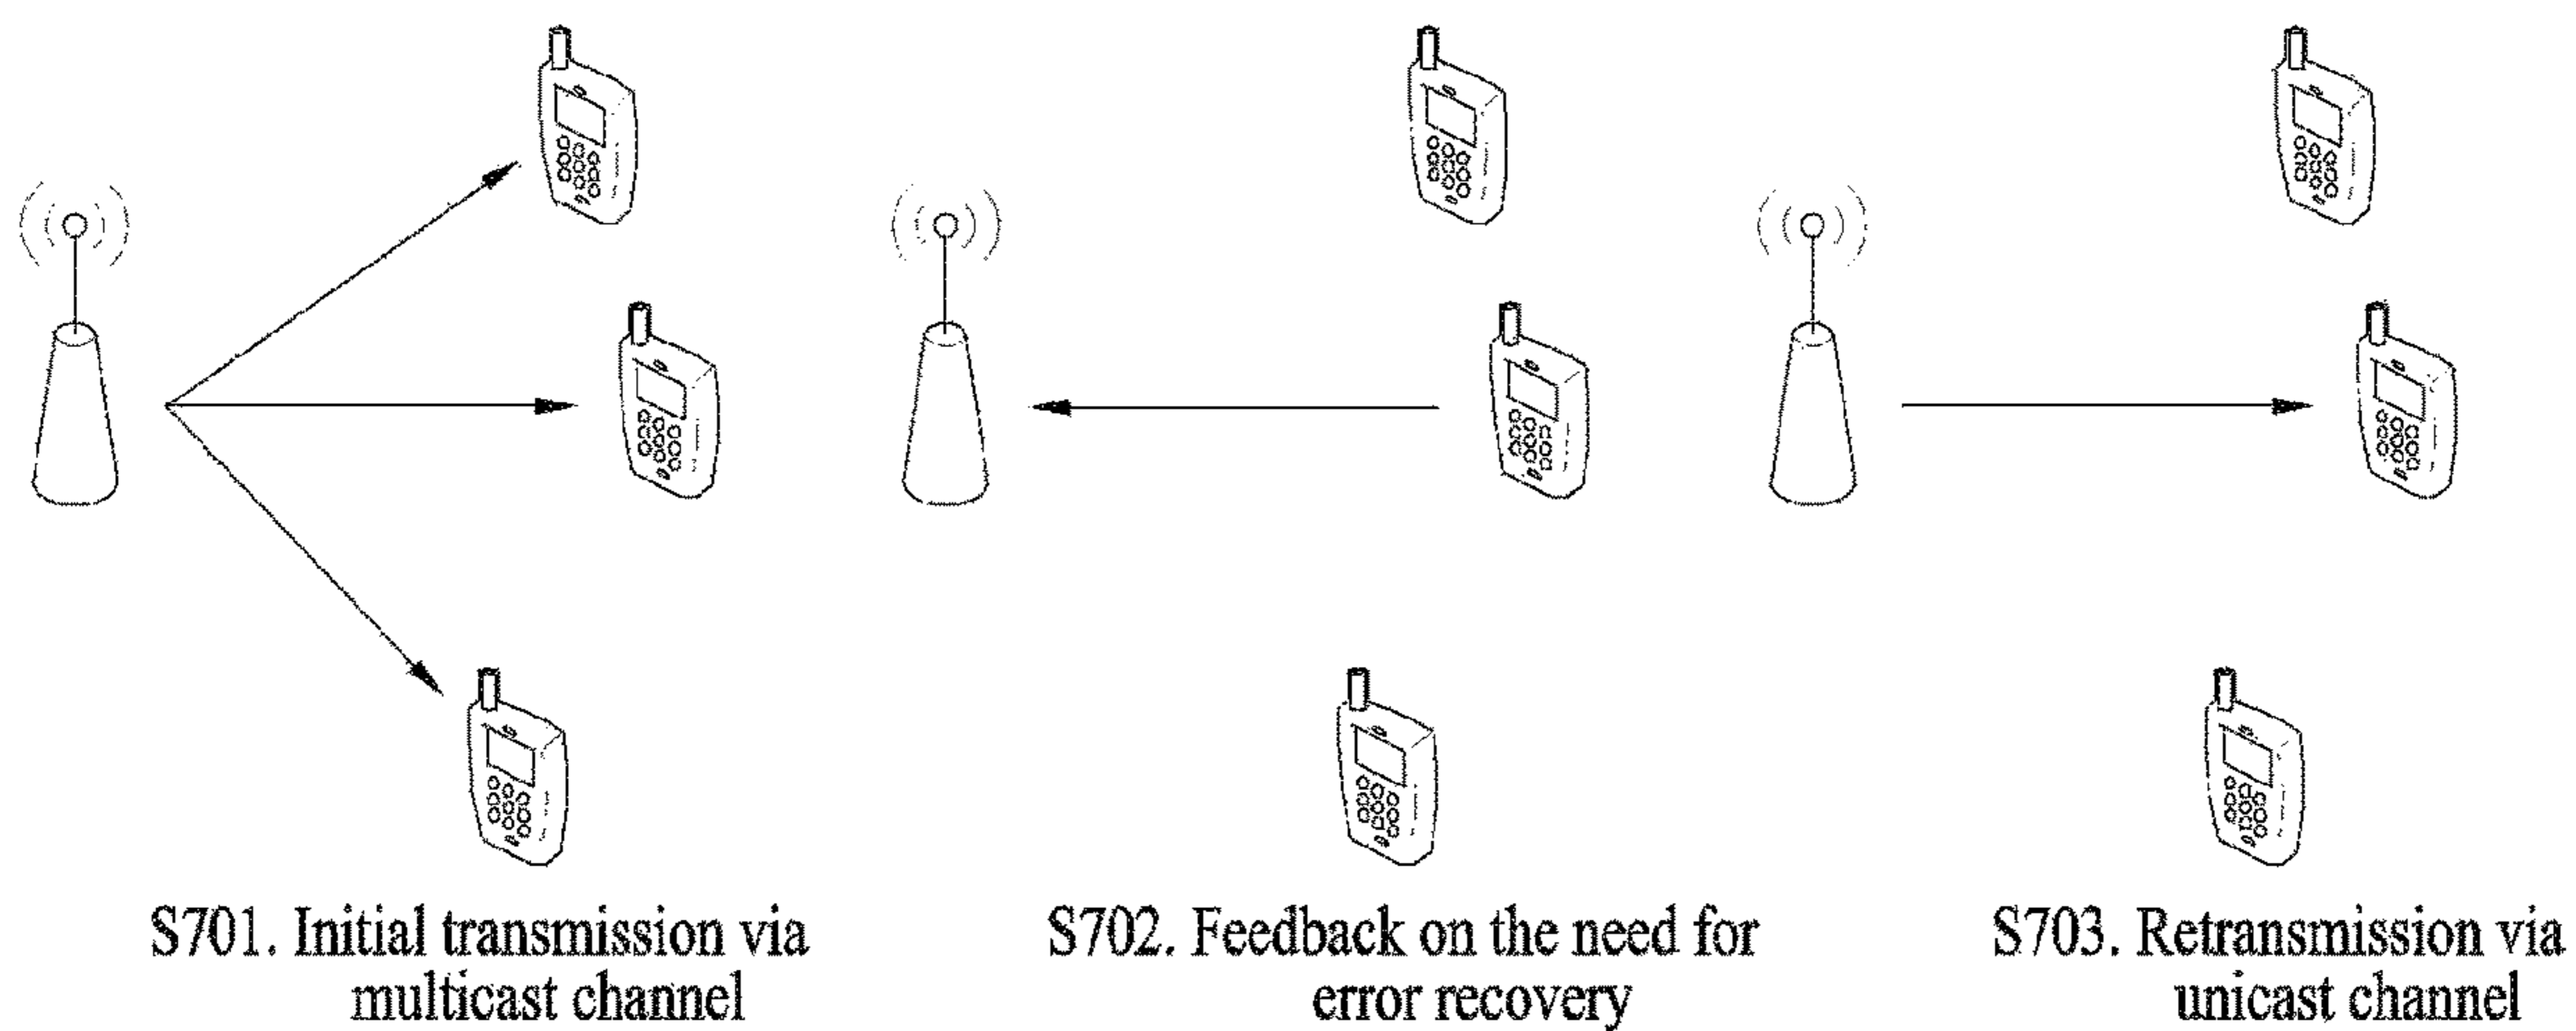 S701. Initial transmission via
multicast channel
S702. Feedback on the need for
error recovery
S703. Retransmission via
unicast channel